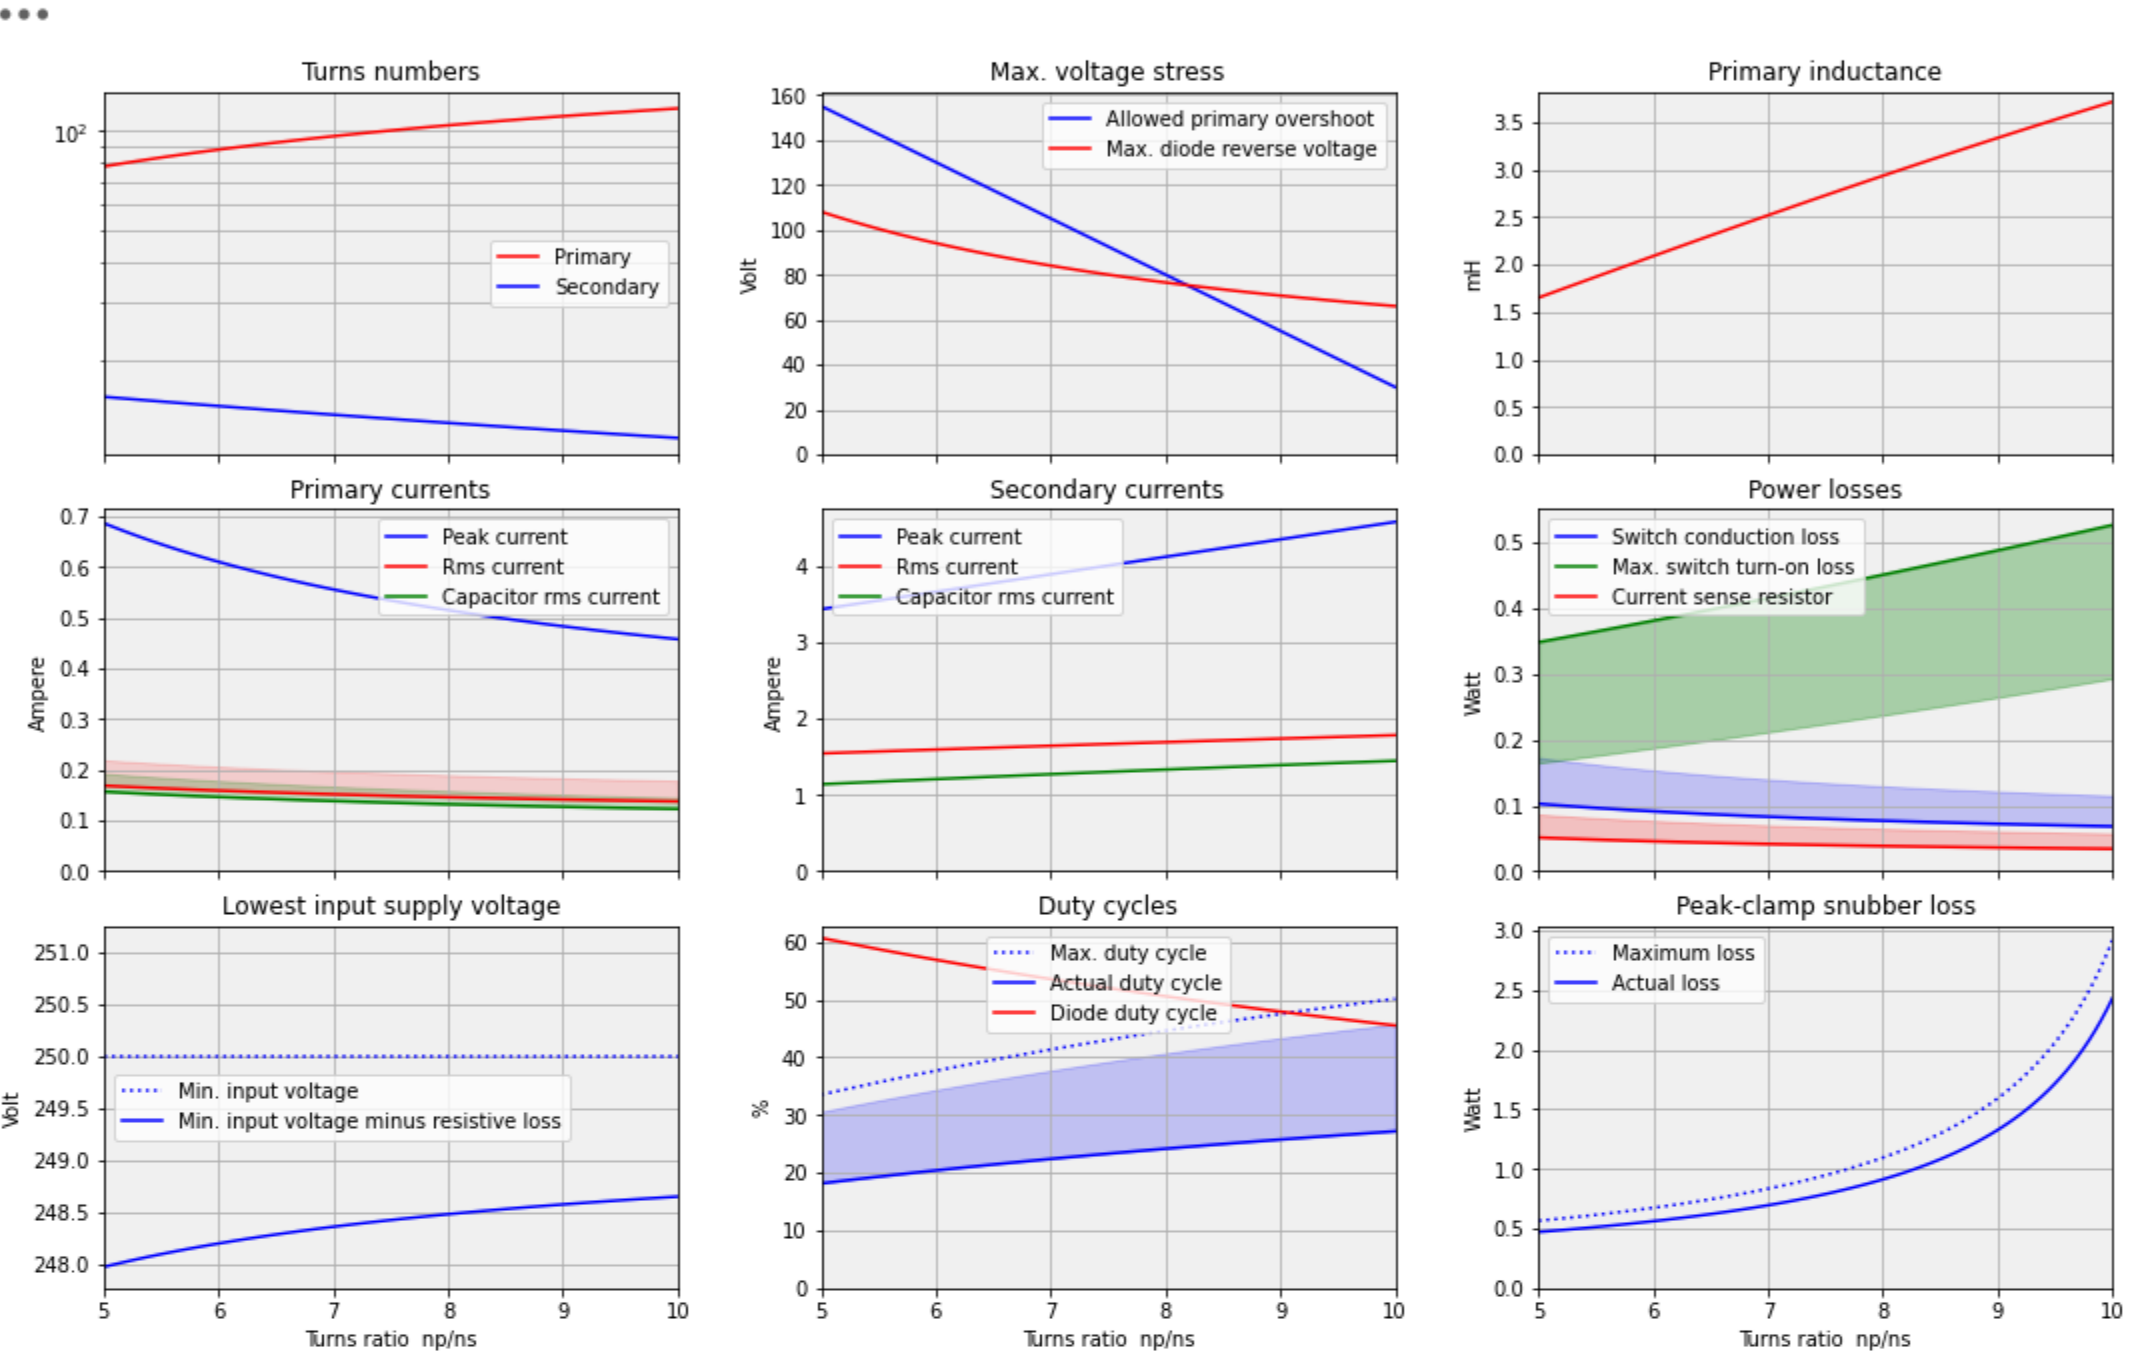 Turns numbers
10²
Primary
Secondary
Max. voltage stress
160
140
120
100
80
60
40
20
0
Volt
Allowed primary overshoot
Max. diode reverse voltage
Primary inductance
3.5
3.0
2.5
2.0
1.5
1.0
0.5
0.0
mH
Primary currents
0.7
0.6
0.5
0.4
0.3
0.2
0.1
0.0
Ampere
Peak current
Rms current
Capacitor rms current
Secondary currents
4
3
2
1
0
Ampere
Peak current
Rms current
Capacitor rms current
Power losses
0.5
0.4
0.3
0.2
0.1
0.0
Watt
Switch conduction loss
Max. switch turn-on loss
Current sense resistor
Lowest input supply voltage
251.0
250.5
250.0
249.5
249.0
248.5
248.0
Volt
Min. input voltage
Min. input voltage minus resistive loss
5 6 7 8 9 10
Turns ratio np/ns
Duty cycles
60
50
40
30
20
10
0
%
Max. duty cycle
Actual duty cycle
Diode duty cycle
5 6 7 8 9 10
Turns ratio np/ns
Peak-clamp snubber loss
3.0
2.5
2.0
1.5
1.0
0.5
0.0
Watt
Maximum loss
Actual loss
5 6 7 8 9 10
Turns ratio np/ns